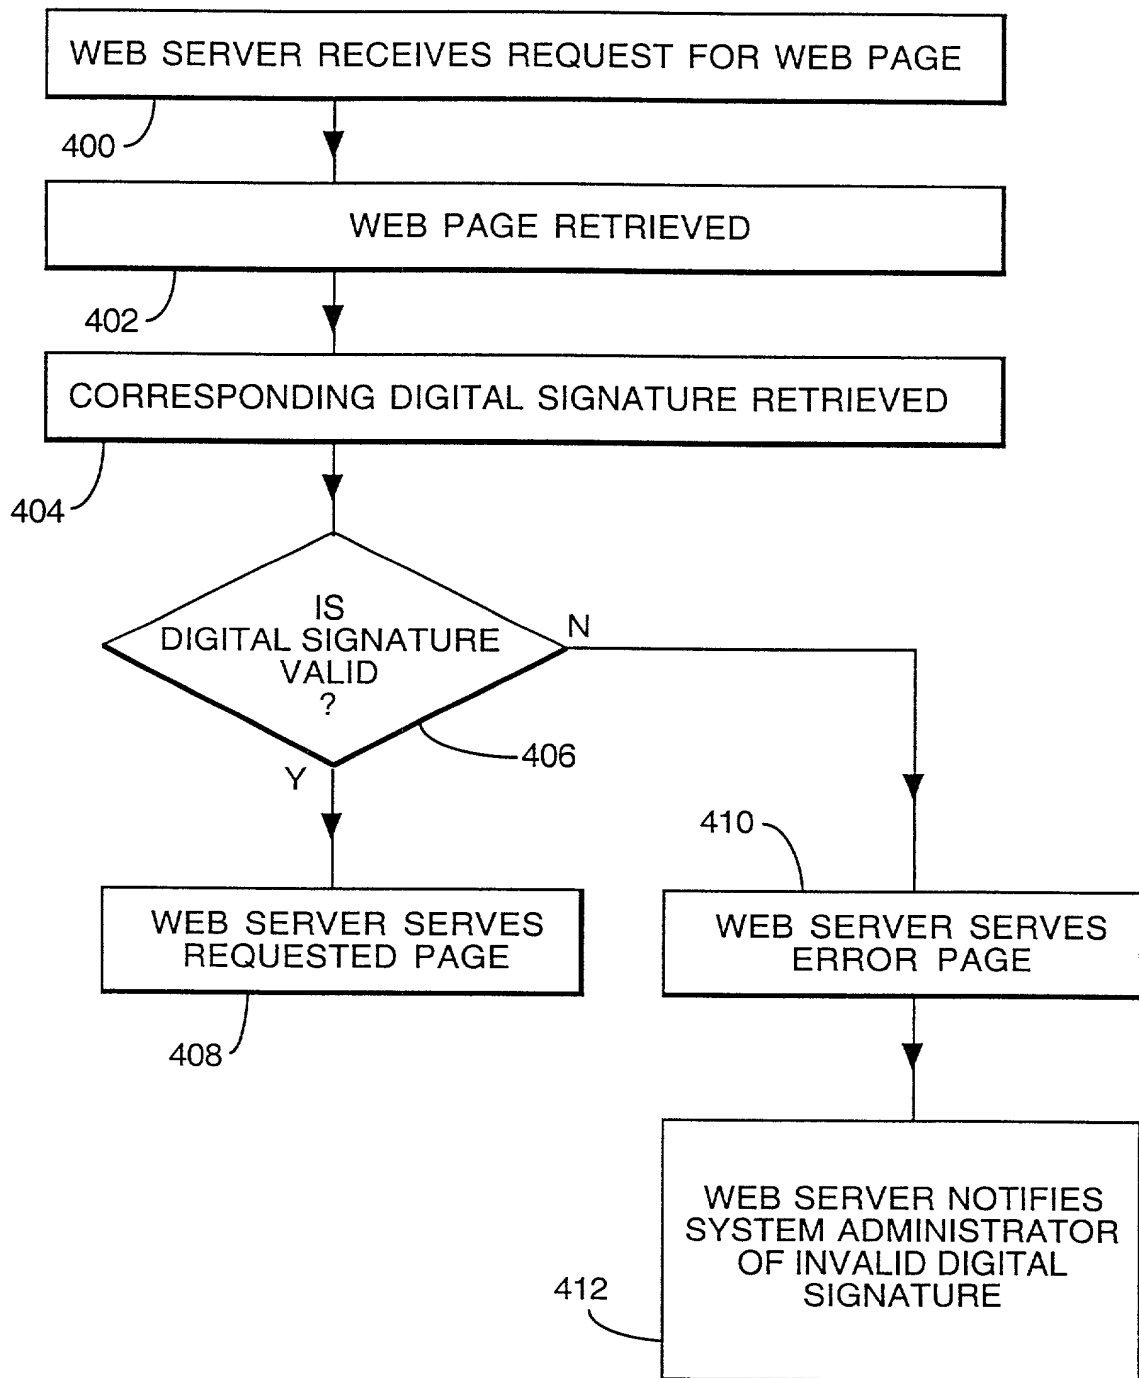 WEB SERVER RECEIVES REQUEST FOR WEB PAGE
400
WEB PAGE RETRIEVED
402
CORRESPONDING DIGITAL SIGNATURE RETRIEVED
404
IS
DIGITAL SIGNATURE
VALID
?
N
406
Y
410
WEB SERVER SERVES
REQUESTED PAGE
408
WEB SERVER SERVES
ERROR PAGE
WEB SERVER NOTIFIES
SYSTEM ADMINISTRATOR
OF INVALID DIGITAL
SIGNATURE
412